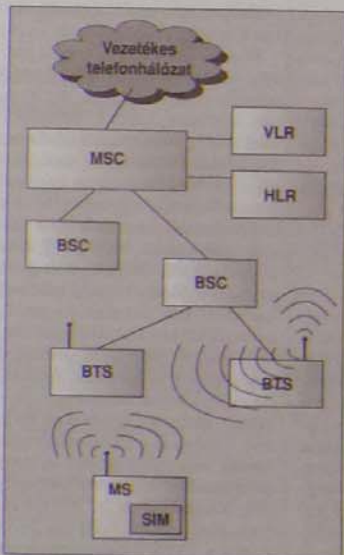 Vezetékes
telefonhálózat
VLR
MSC
HLR
BSC
BSC
BTS
BTS
MS
SIM